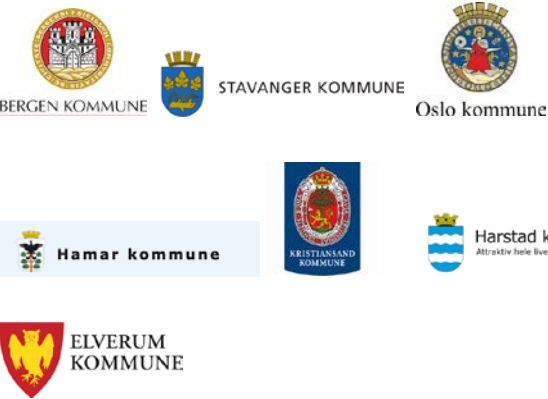 BERGEN KOMMUNE
STAVANGER KOMMUNE
Oslo kommune
Hamar kommune
KRISTIANSAND
KOMMUNE
Harstad k
Attraktiv hele live
ELVERUM
KOMMUNE